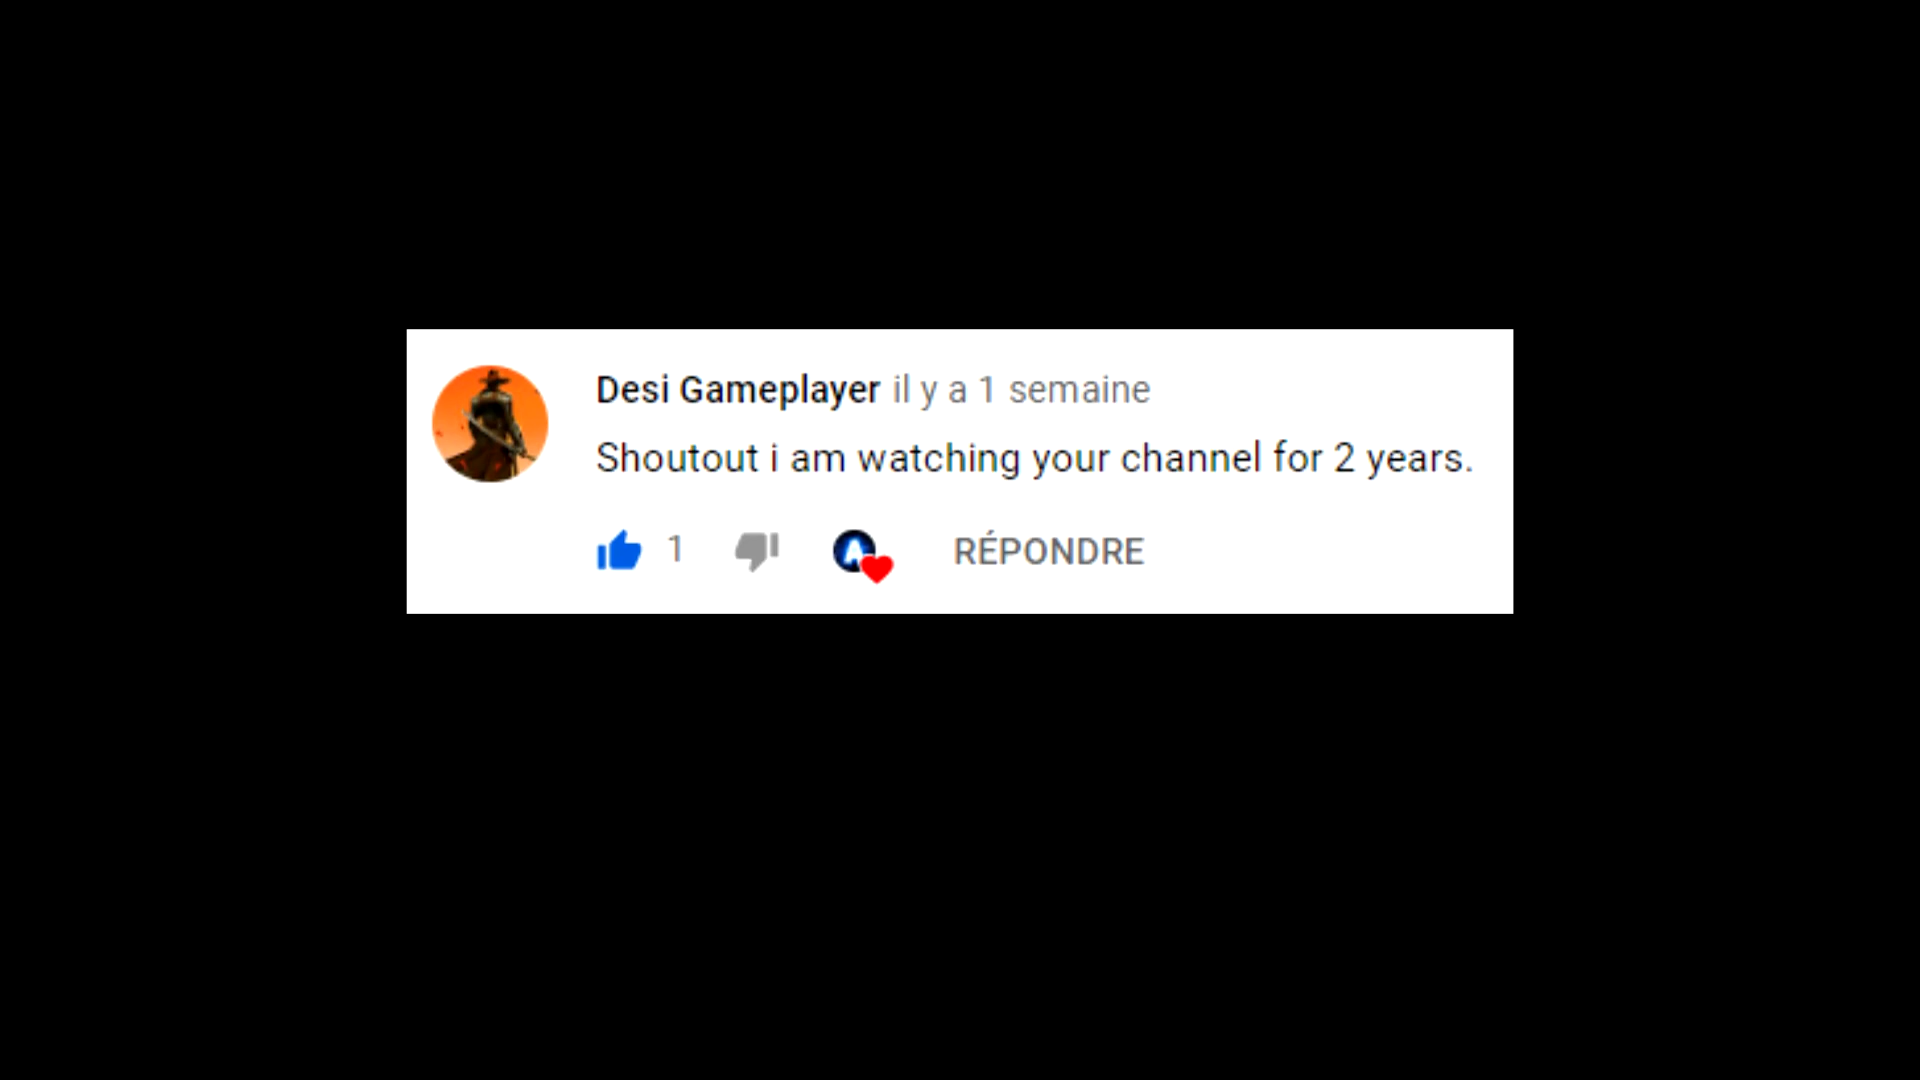 Desi Gameplayer il y a 1 semaine
Shoutout i am watching your channel for 2 years.
1 A RÉPONDRE